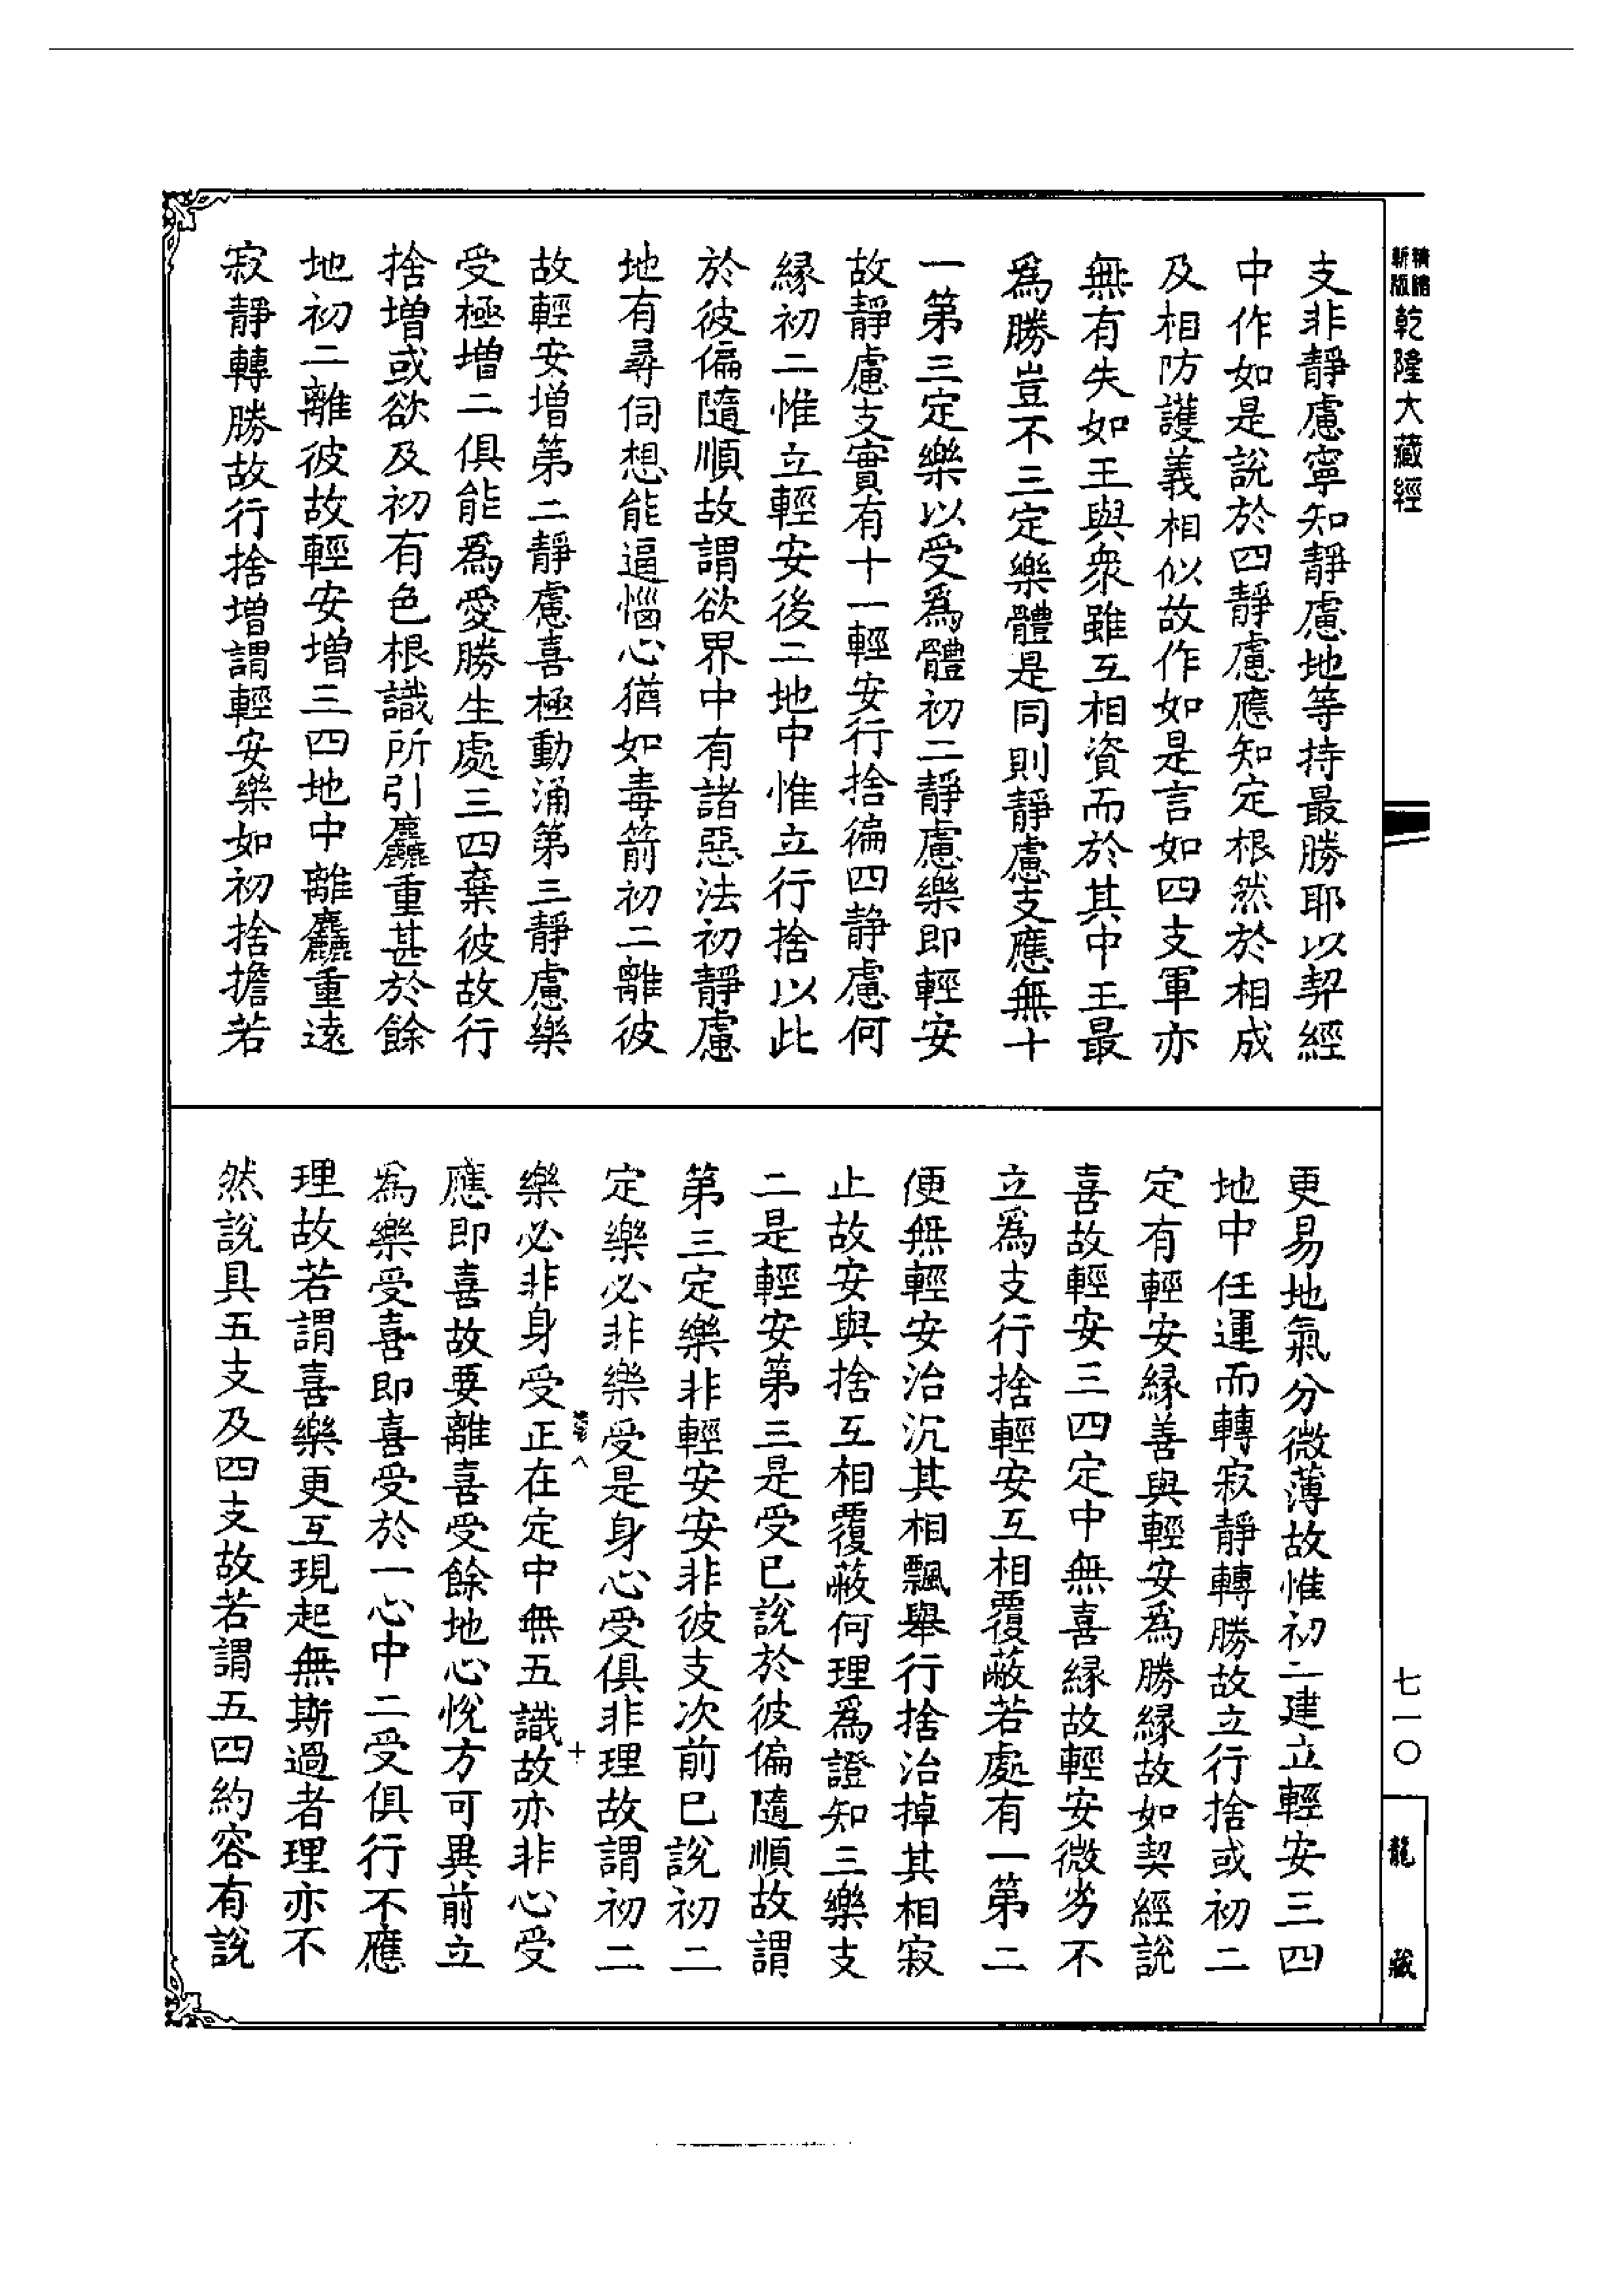 精繕新版乾隆大藏經
支非靜慮寧知靜慮地等持最勝耶以契經
中作如是說於四靜慮應知定根然於相成
及相防護義相似故作如是言如四支軍亦
無有失如王與衆雖互相資而於其中王最
爲勝豈不三定樂體是同則靜慮支應無十
一第三定樂以受爲體初二靜慮樂即輕安
故靜慮支實有十一輕安行捨徧四静慮何
緣初二惟立輕安後二地中惟立行捨以此
於彼偏隨順故謂欲界中有諸惡法初靜慮
地有尋伺想能逼惱心猶如毒箭初二離彼
故輕安增第二靜慮喜極動涌第三靜慮樂
受極增二俱能爲愛勝生處三四棄彼故行
捨增或欲及初有色根識所引麤重甚於餘
地初二離彼故輕安增三四地中離麤重遠
寂靜轉勝故行捨增謂輕安樂如初捨擔若
更易地氣分微薄故惟初二建立輕安三四
地中任運而轉寂靜轉勝故立行捨或初二
定有輕安緣善與輕安爲勝緣故如契經說
喜故輕安三四定中無喜緣故輕安微劣不
立爲支行捨輕安互相覆蔽若處有一第二
便無輕安治沉其相飄舉行捨治掉其相寂
止故安與捨互相覆蔽何理爲證知三樂支
二是輕安第三是受已說於彼偏隨順故謂
第三定樂非輕安安非彼支次前已說初二
定樂必非樂受是身心受俱非理故謂初二
樂必非身受正在定中無五識故亦非心受
應即喜故要離喜受餘地心悅方可異前立
爲樂受喜即喜受於一心中二受俱行不應
理故若謂喜樂更互現起無斯過者理亦不
然說具五支及四支故若謂五四約容有說
七一〇
龍藏